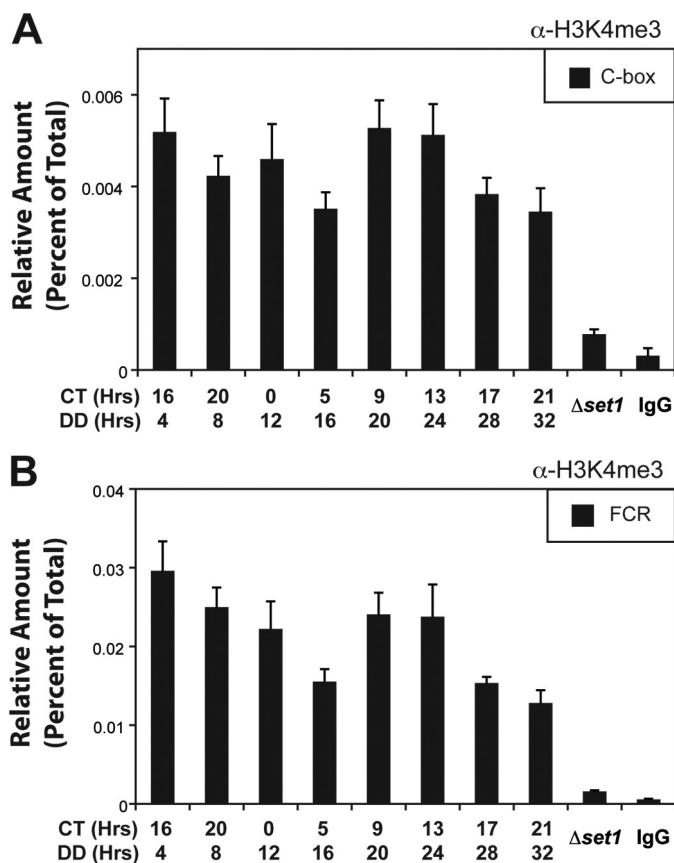 A
α-H3K4me3
C-box
Relative Amount
(Percent of Total)
0.006
0.004
0.002
0
CT (Hrs) 16 20 0 5 9 13 17 21 Δset1 IgG
DD (Hrs) 4 8 12 16 20 24 28 32
B
α-H3K4me3
FCR
Relative Amount
(Percent of Total)
0.04
0.03
0.02
0.01
0
CT (Hrs) 16 20 0 5 9 13 17 21 Δset1 IgG
DD (Hrs) 4 8 12 16 20 24 28 32